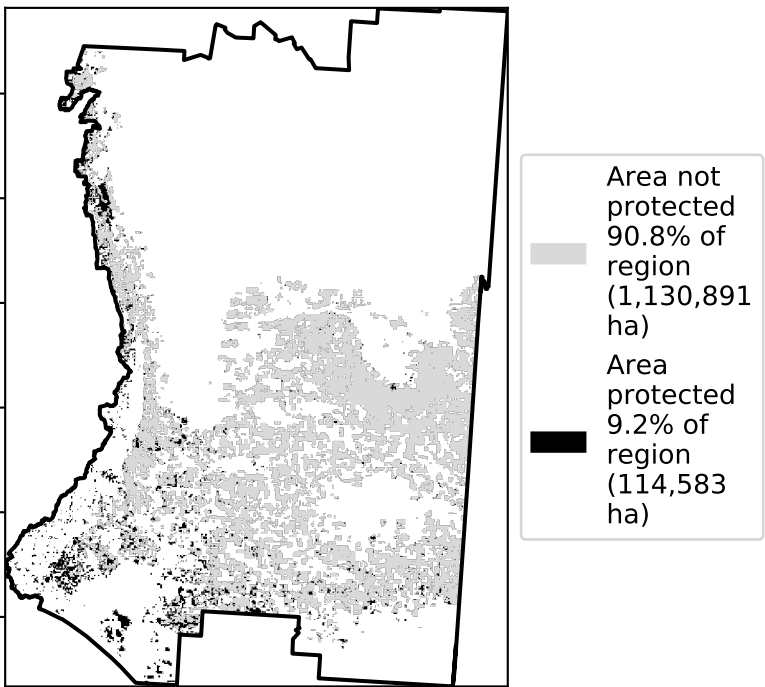 Area not
protected
90.8% of
region
(1,130,891
ha)
Area
protected
9.2% of
region
(114,583
ha)